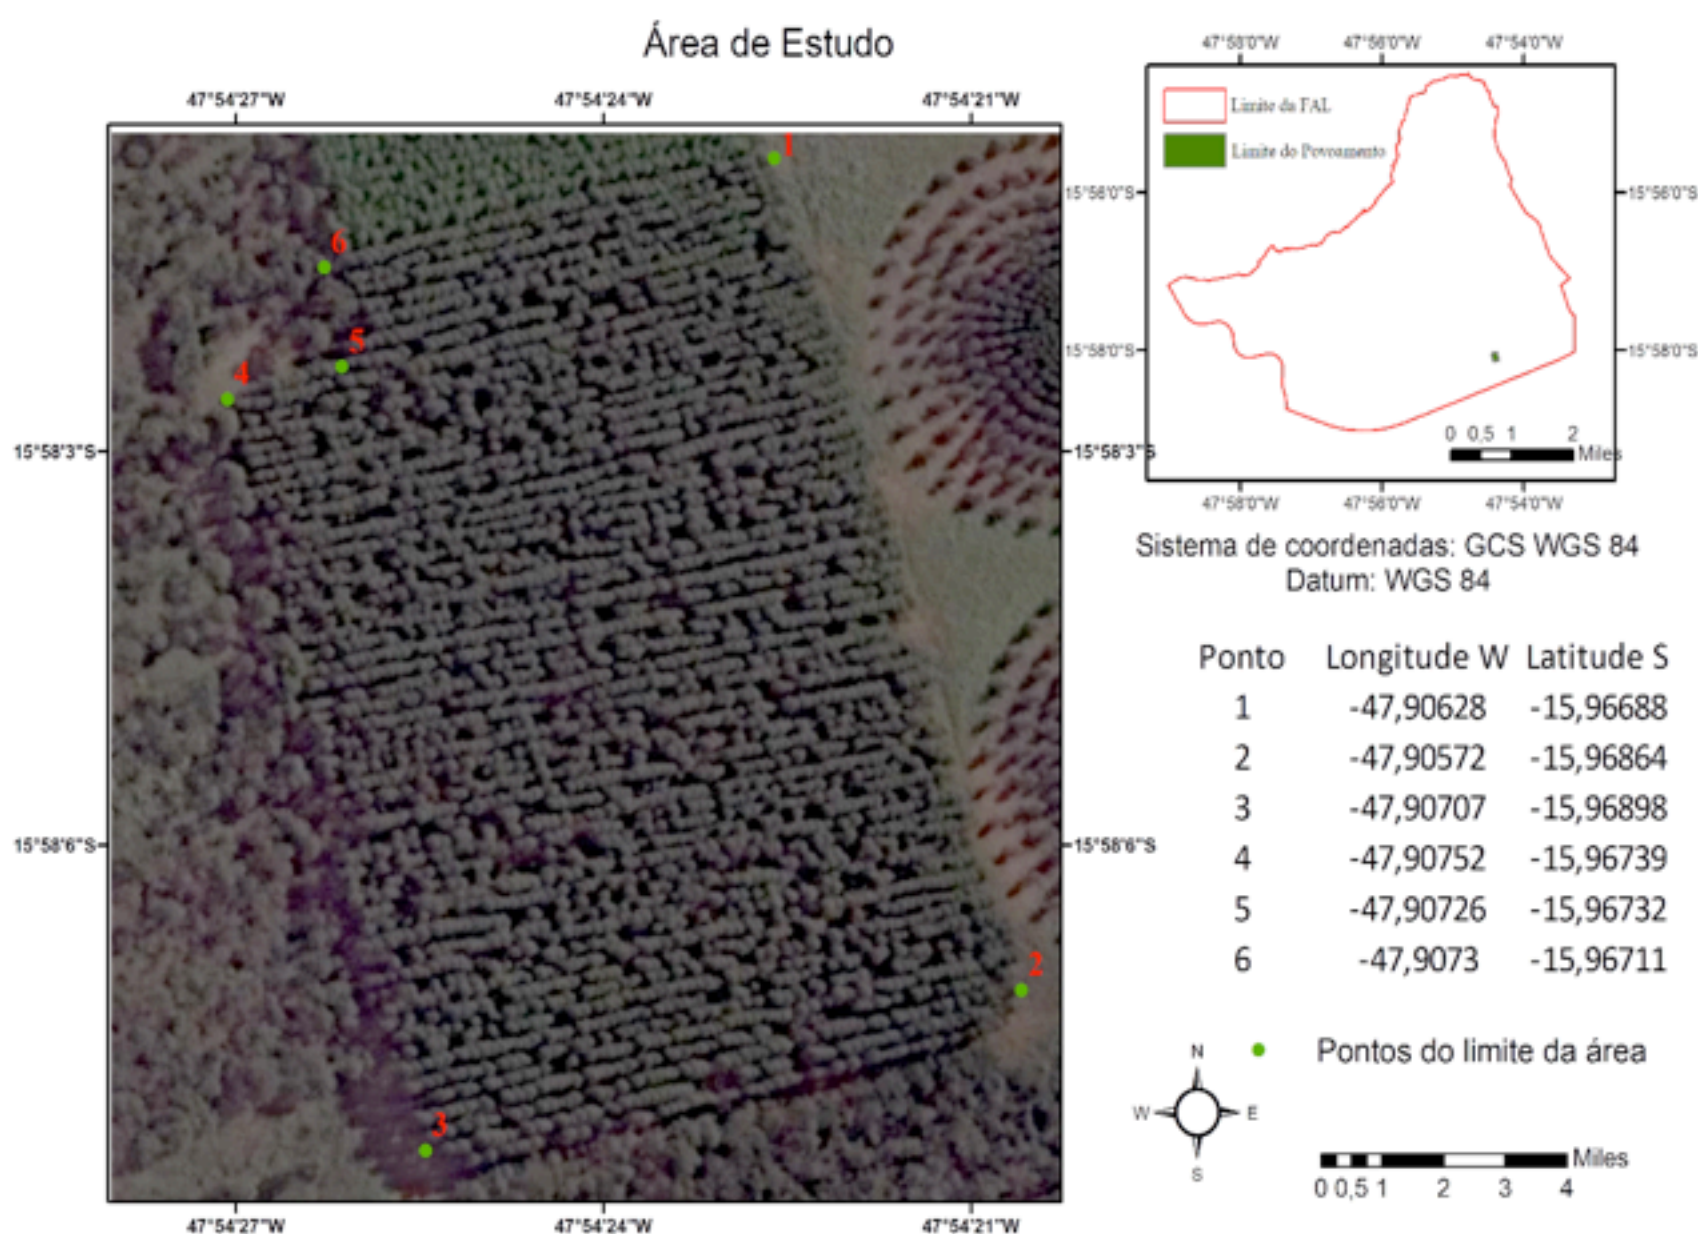 Área de Estudo
47°54'27"W 47°54'24"W 47°54'21"W
1
6
5
4
2
3
15°58'3"S 15°58'3"S
15°58'6"S 15°58'6"S
47°54'27"W 47°54'24"W 47°54'21"W
47°58'0"W 47°56'0"W 47°54'0"W
Limite da FAL
Limite do Povoamento
15°56'0"S 15°56'0"S
15°58'0"S 15°58'0"S
0 0,5 1 2
Miles
47°58'0"W 47°56'0"W 47°54'0"W
Sistema de coordenadas: GCS WGS 84
Datum: WGS 84
Ponto Longitude W Latitude S
1 -47,90628 -15,96688
2 -47,90572 -15,96864
3 -47,90707 -15,96898
4 -47,90752 -15,96739
5 -47,90726 -15,96732
6 -47,9073 -15,96711
Pontos do limite da área
N
W E
S
Miles
0 0,5 1 2 3 4